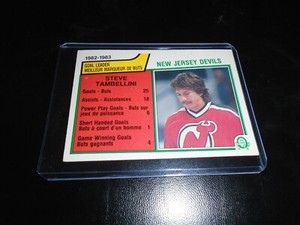 1982-1983
GOAL LEADER
MEILLEUR MARQUEUR DE BUTS
NEW JERSEY DEVILS
STEVE
TAMBELLINI
Goals - Buts 25
Assists - Assistances 18
Power Play Goals - Buts sur
jeux de puissance 8
Short Handed Goals
Buts à court d'un homme 1
Game Winning Goals
Buts gagnants 4